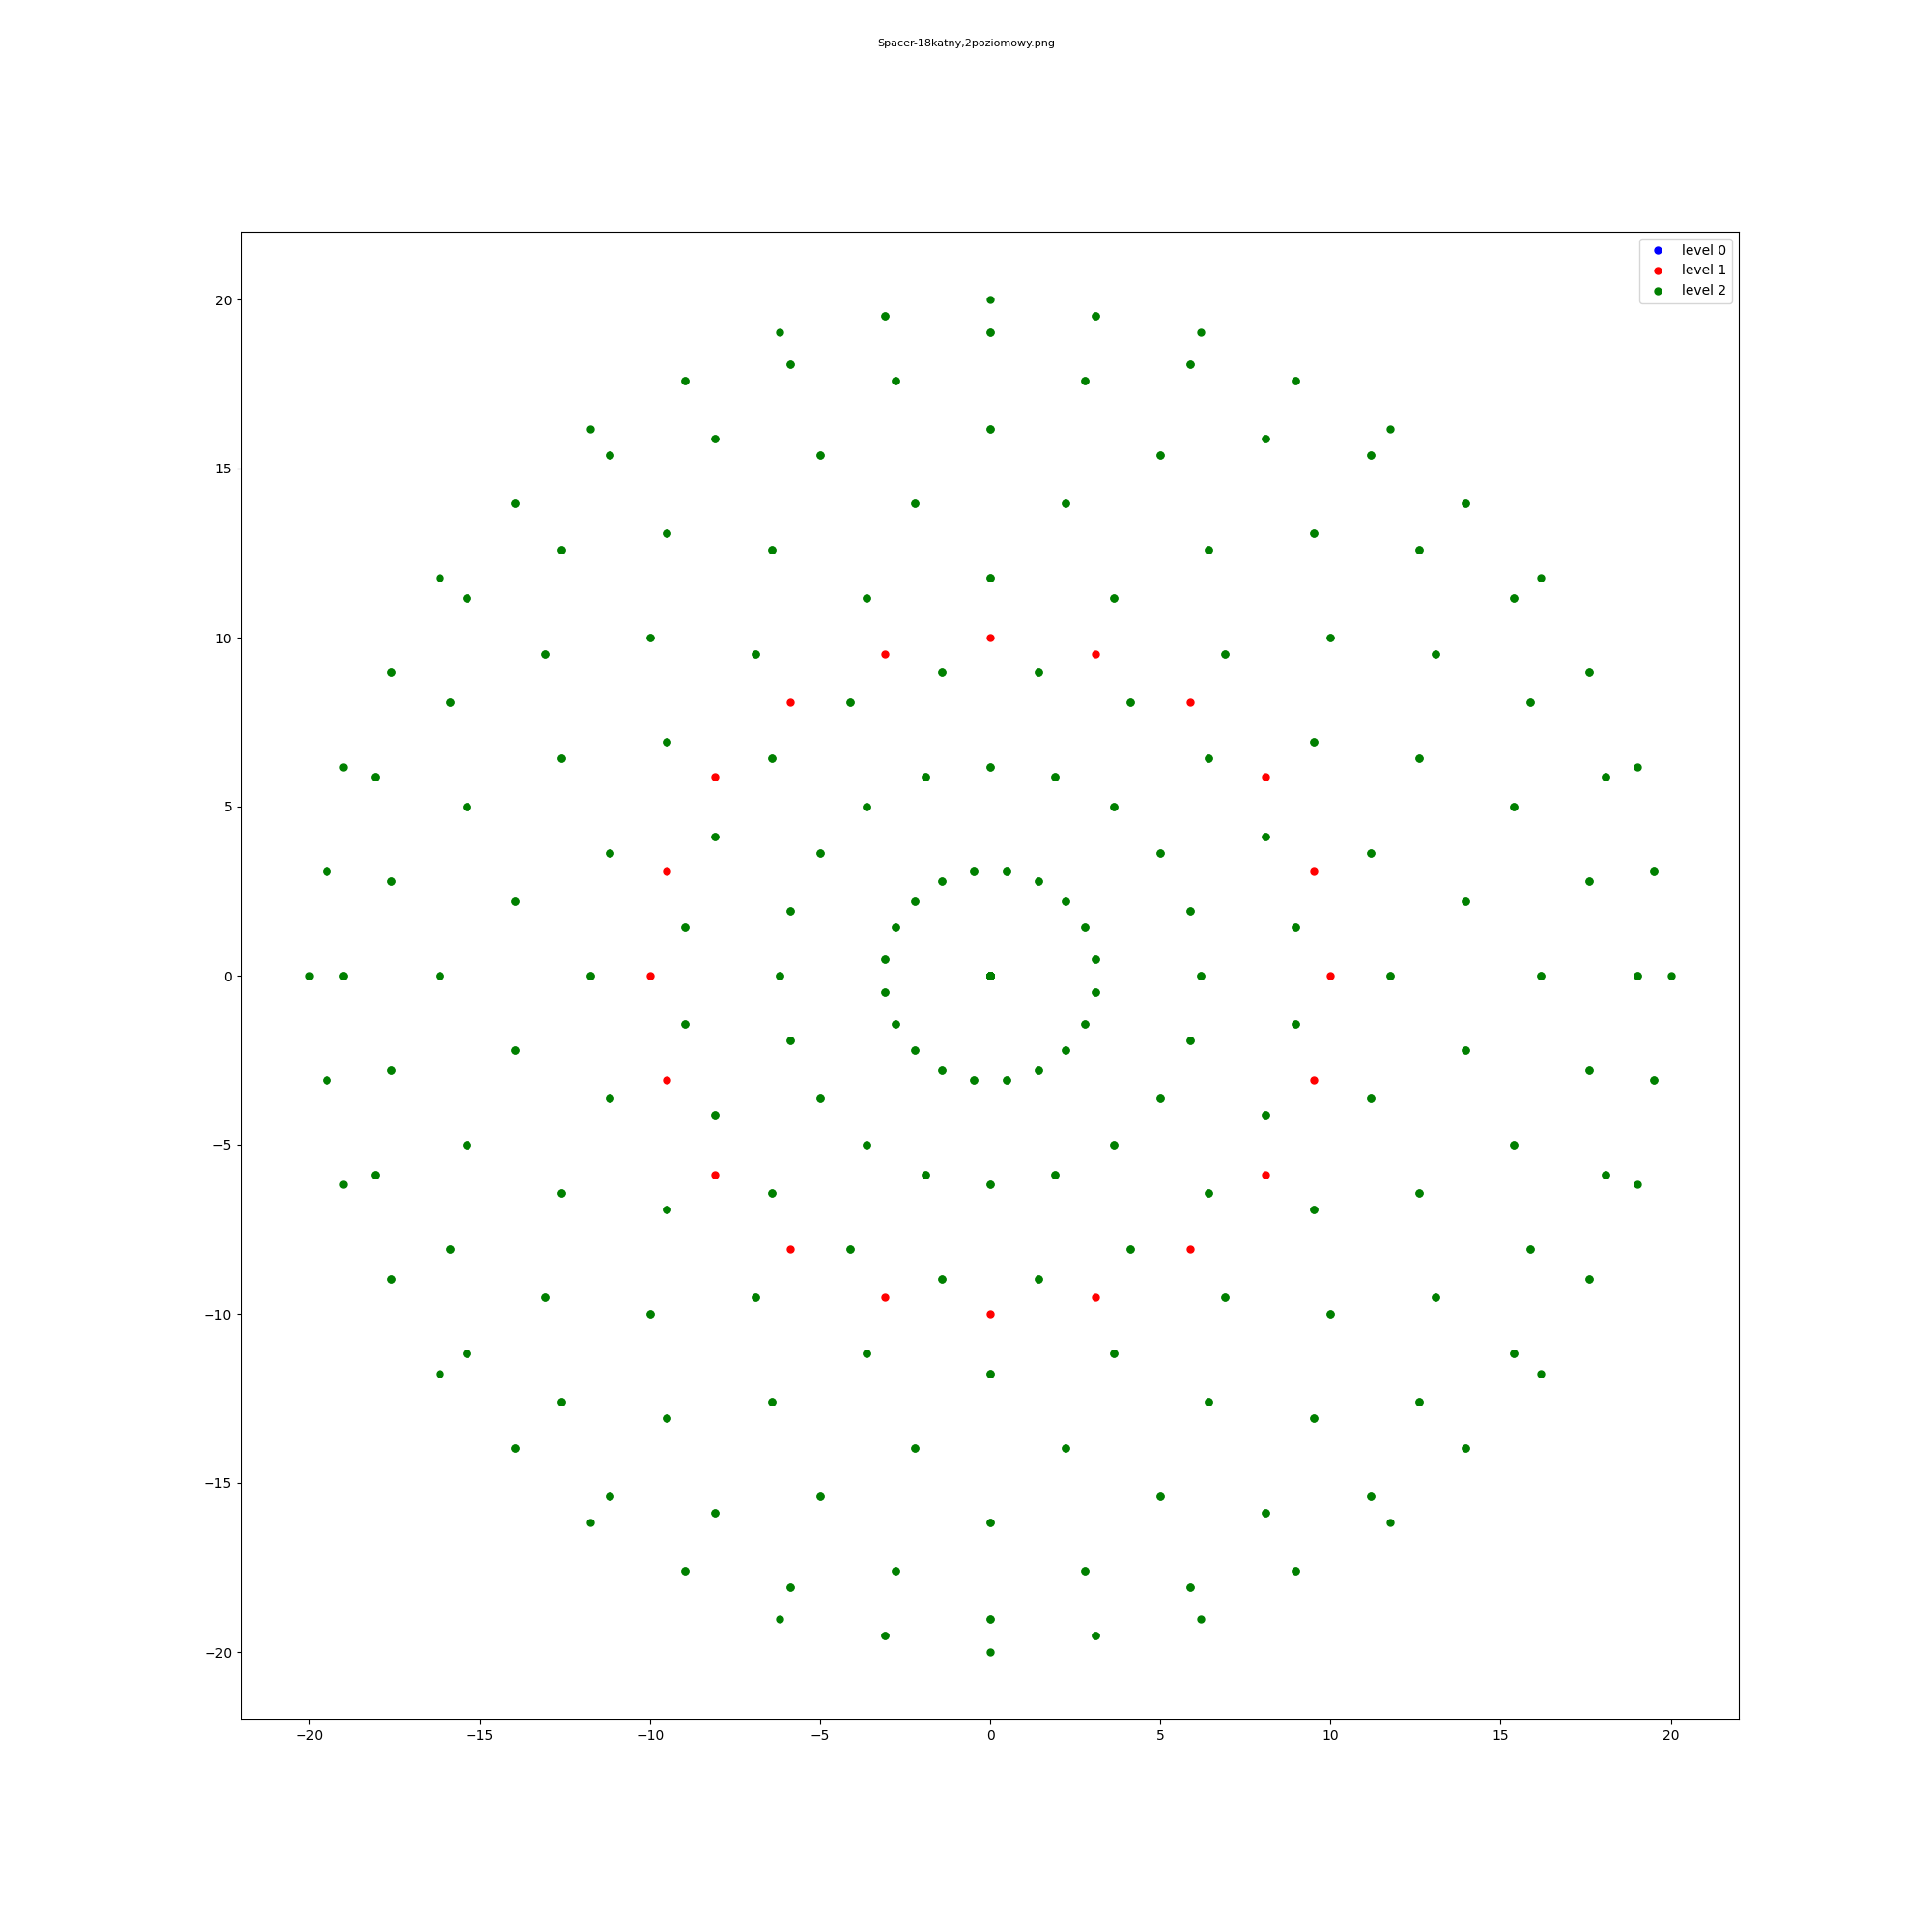 Spacer-18katny,2poziomowy.png
level 0
level 1
level 2
20
15
10
5
0
−5
−10
−15
−20
−20 −15 −10 −5 0 5 10 15 20